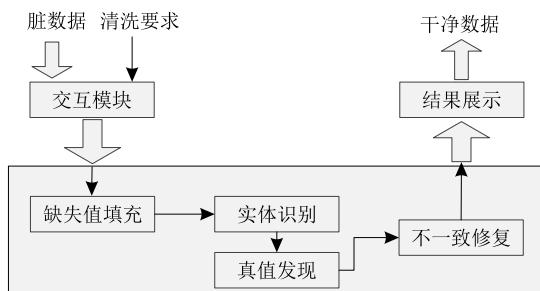 脏数据 清洗要求
干净数据
交互模块
结果展示
缺失值填充
实体识别
不一致修复
真值发现